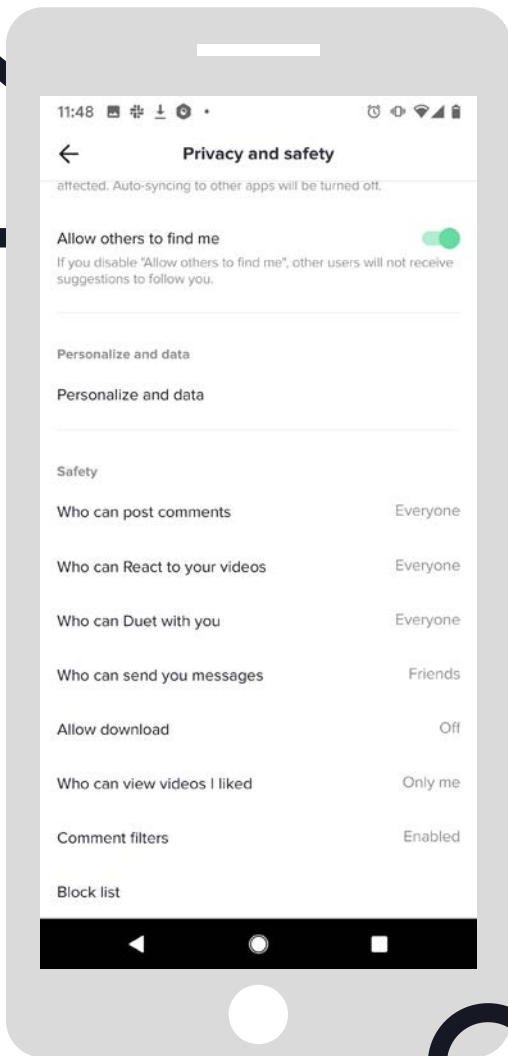 11:48
Privacy and safety
affected. Auto-syncing to other apps will be turned off.
Allow others to find me
If you disable "Allow others to find me", other users will not receive
suggestions to follow you.
Personalize and data
Personalize and data
Safety
Who can post comments Everyone
Who can React to your videos Everyone
Who can Duet with you Everyone
Who can send you messages Friends
Allow download Off
Who can view videos I liked Only me
Comment filters Enabled
Block list